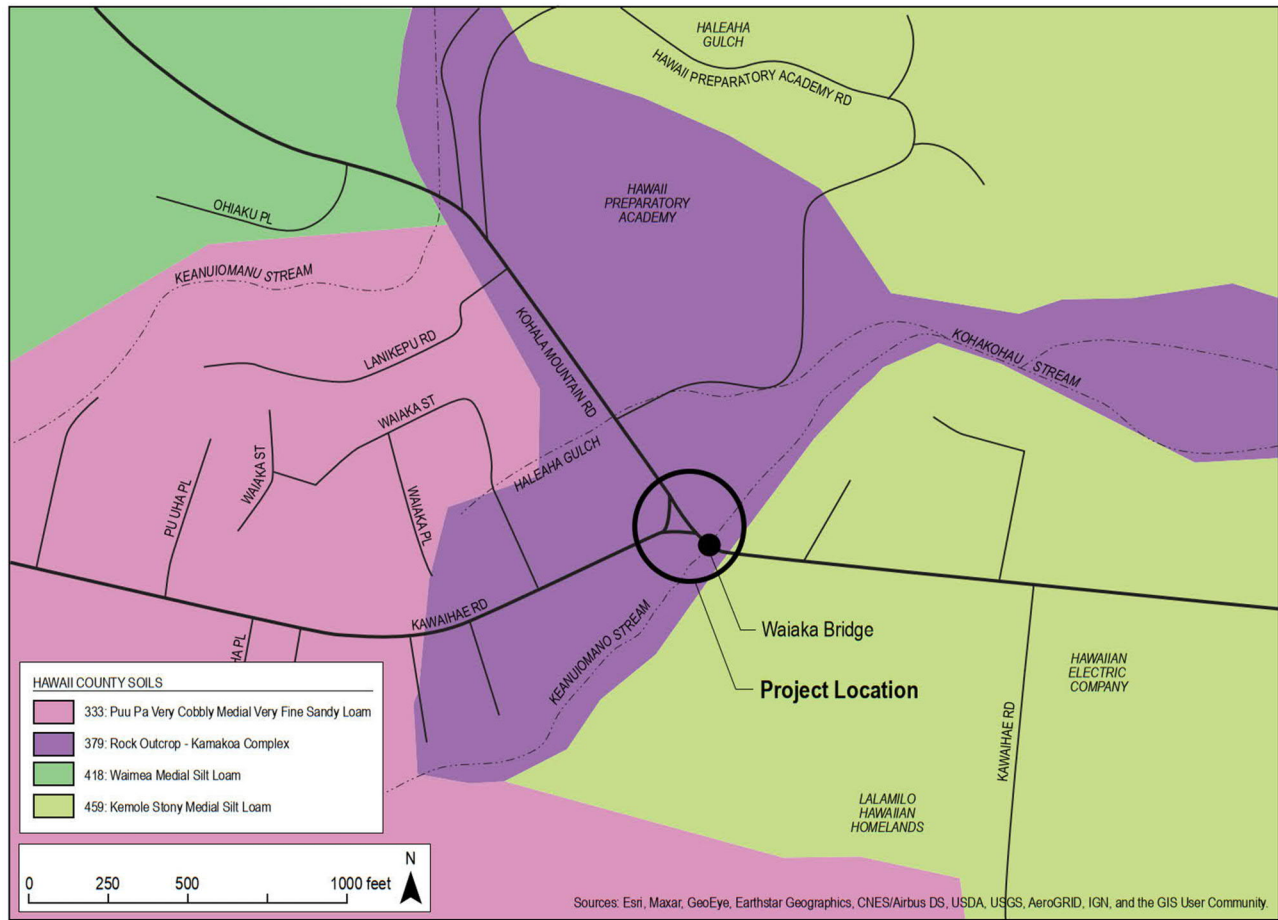 HALEAHA
GULCH
HAWAII PREPARATORY ACADEMY RD
HAWAII
PREPARATORY
ACADEMY
OHIAKU PL
KEANUIOMANU STREAM
KOHALA MOUNTAIN RD
LANIKEPU RD
KOHAKOHAU STREAM
WAIAKA ST
WAIAKA ST
HALEAHA GULCH
PU UHA PL
WAIAKA PL
KAWAIHAE RD
KEANUIOMANO STREAM
Waiaka Bridge
Project Location
HAWAIIAN
ELECTRIC
COMPANY
KAWAIHAE RD
LALAMILO
HAWAIIAN
HOMELANDS
HA PL
HAWAII COUNTY SOILS
333: Puu Pa Very Cobbly Medial Very Fine Sandy Loam
379: Rock Outcrop - Kamakoa Complex
418: Waimea Medial Silt Loam
459: Kemole Stony Medial Silt Loam
N
0 250 500 1000 feet
Sources: Esri, Maxar, GeoEye, Earthstar Geographics, CNES/Airbus DS, USDA, USGS, AeroGRID, IGN, and the GIS User Community.